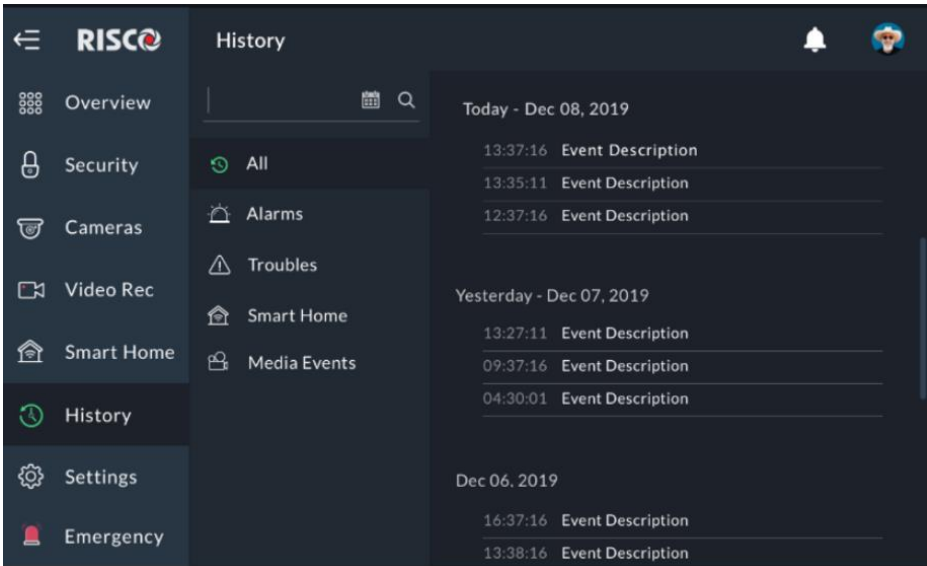 RISCO
Overview
Security
Cameras
Video Rec
Smart Home
History
Settings
Emergency
History
All
Alarms
Troubles
Smart Home
Media Events
Today - Dec 08, 2019
13:37:16 Event Description
13:35:11 Event Description
12:37:16 Event Description
Yesterday - Dec 07, 2019
13:27:11 Event Description
09:37:16 Event Description
04:30:01 Event Description
Dec 06, 2019
16:37:16 Event Description
13:38:16 Event Description